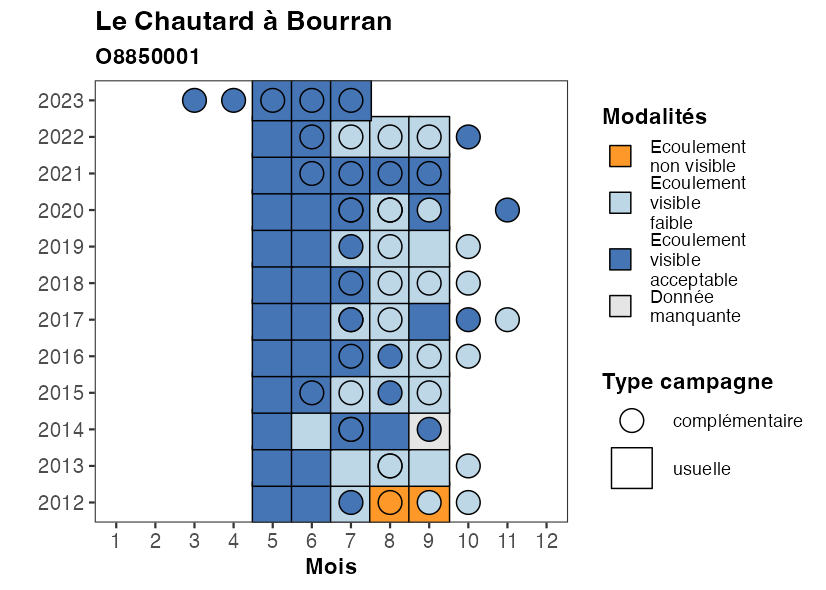 Le Chautard à Bourran
O8850001
2023
2022
2021
2020
2019
2018
2017
2016
2015
2014
2013
2012
1 2 3 4 5 6 7 8 9 10 11 12
Mois
Modalités
Ecoulement
non visible
Ecoulement
visible
faible
Ecoulement
visible
acceptable
Donnée
manquante
Type campagne
complémentaire
usuelle